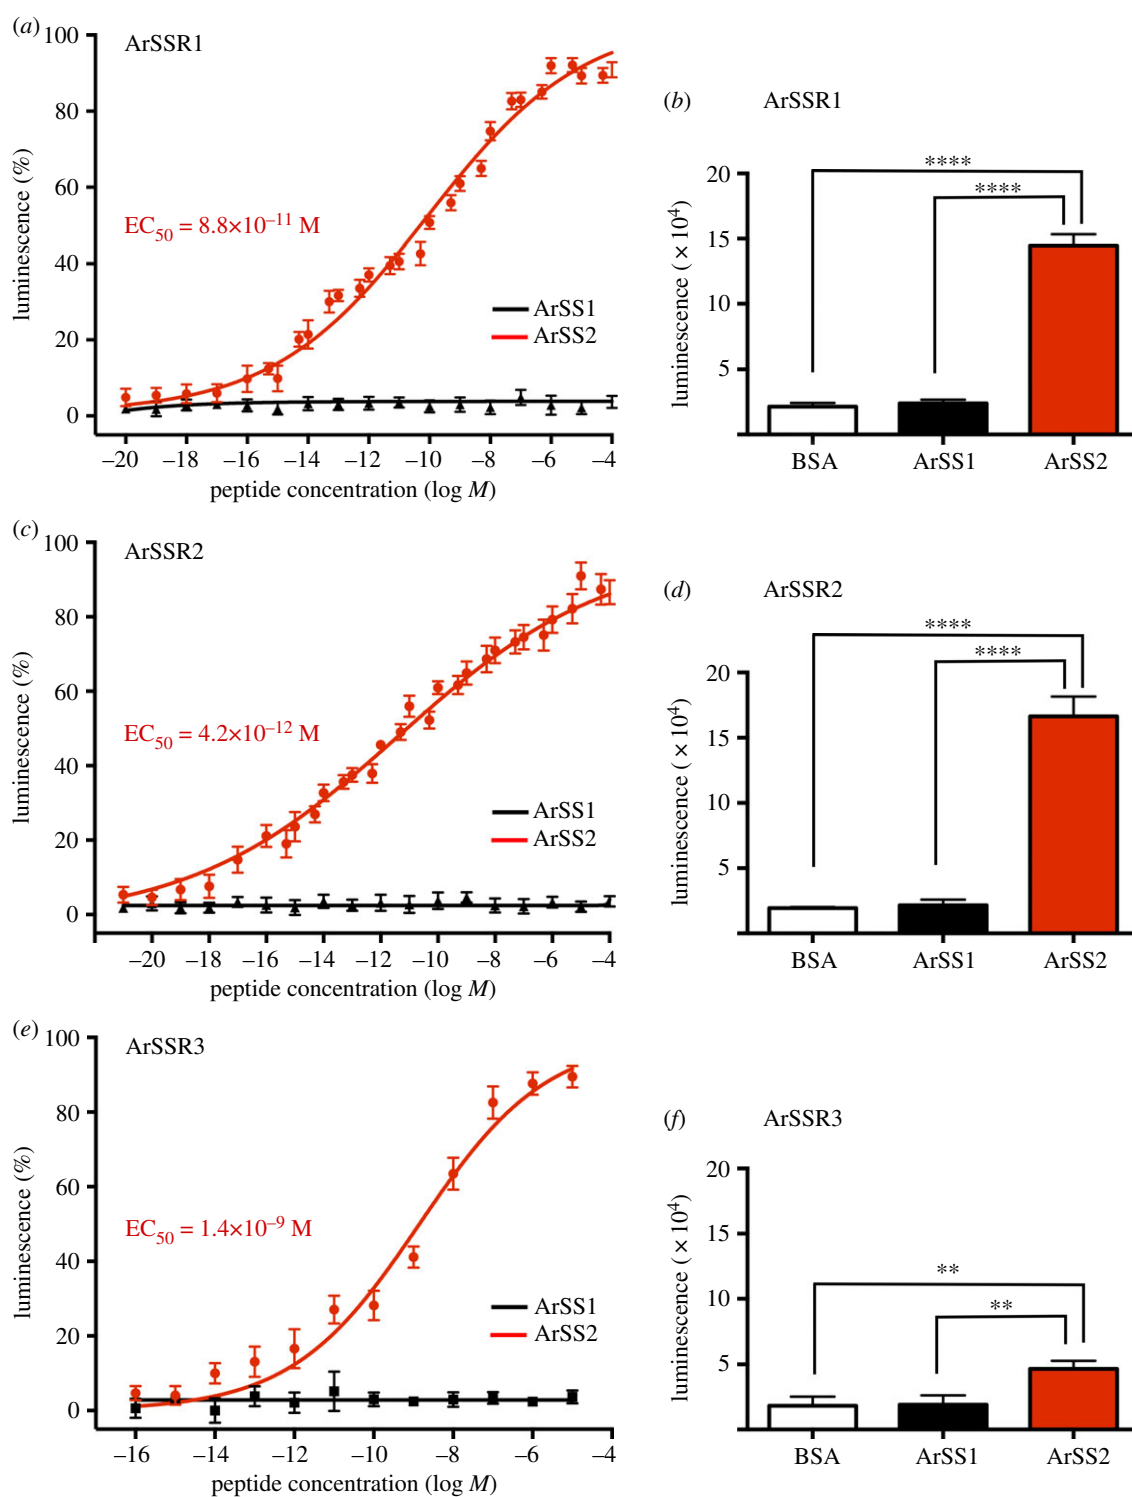 (a)
ArSSR1
luminescence (%)
100
80
60
40
20
0
EC50 = 8.8×10–11 M
ArSS1
ArSS2
–20 –18 –16 –14 –12 –10 –8 –6 –4
peptide concentration (log M)
(b) ArSSR1
luminescence ( × 104)
20
15
10
5
****
****
BSA ArSS1 ArSS2
(c)
ArSSR2
luminescence (%)
100
80
60
40
20
0
EC50 = 4.2×10–12 M
ArSS1
ArSS2
–20 –18 –16 –14 –12 –10 –8 –6 –4
peptide concentration (log M)
(d) ArSSR2
luminescence ( × 104)
20
15
10
5
****
****
BSA ArSS1 ArSS2
(e)
ArSSR3
luminescence (%)
100
80
60
40
20
0
EC50 = 1.4×10–9 M
ArSS1
ArSS2
–16 –14 –12 –10 –8 –6 –4
peptide concentration (log M)
(f) ArSSR3
luminescence ( × 104)
20
15
10
5
**
**
BSA ArSS1 ArSS2